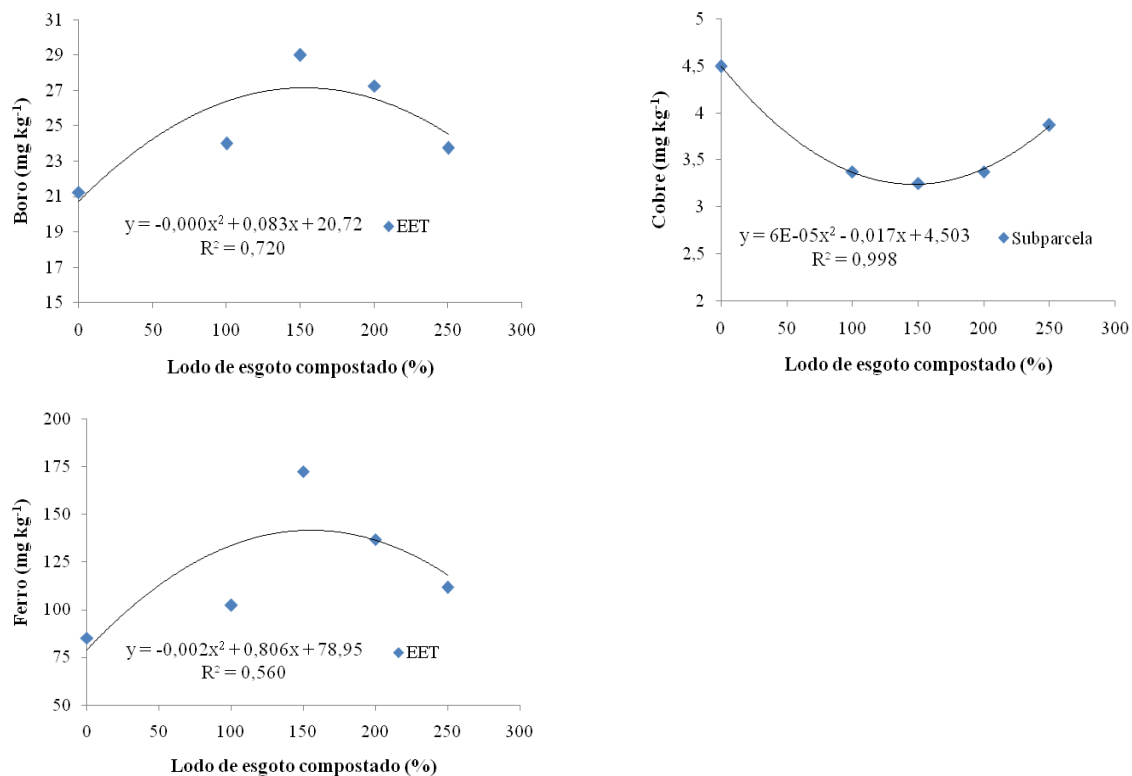 Boro (mg kg⁻¹)
29
27
25
23
21
19
17
15
31
y = -0,000x² + 0,083x + 20,72
R² = 0,720
EET
0 50 100 150 200 250 300
Lodo de esgoto compostado (%)
Cobre (mg kg⁻¹)
5
4,5
4
3,5
3
2,5
2
y = 6E-05x² - 0,017x + 4,503
R² = 0,998
Subparcela
0 50 100 150 200 250 300
Lodo de esgoto compostado (%)
Ferro (mg kg⁻¹)
200
175
150
125
100
75
50
y = -0,002x² + 0,806x + 78,95
R² = 0,560
EET
0 50 100 150 200 250 300
Lodo de esgoto compostado (%)